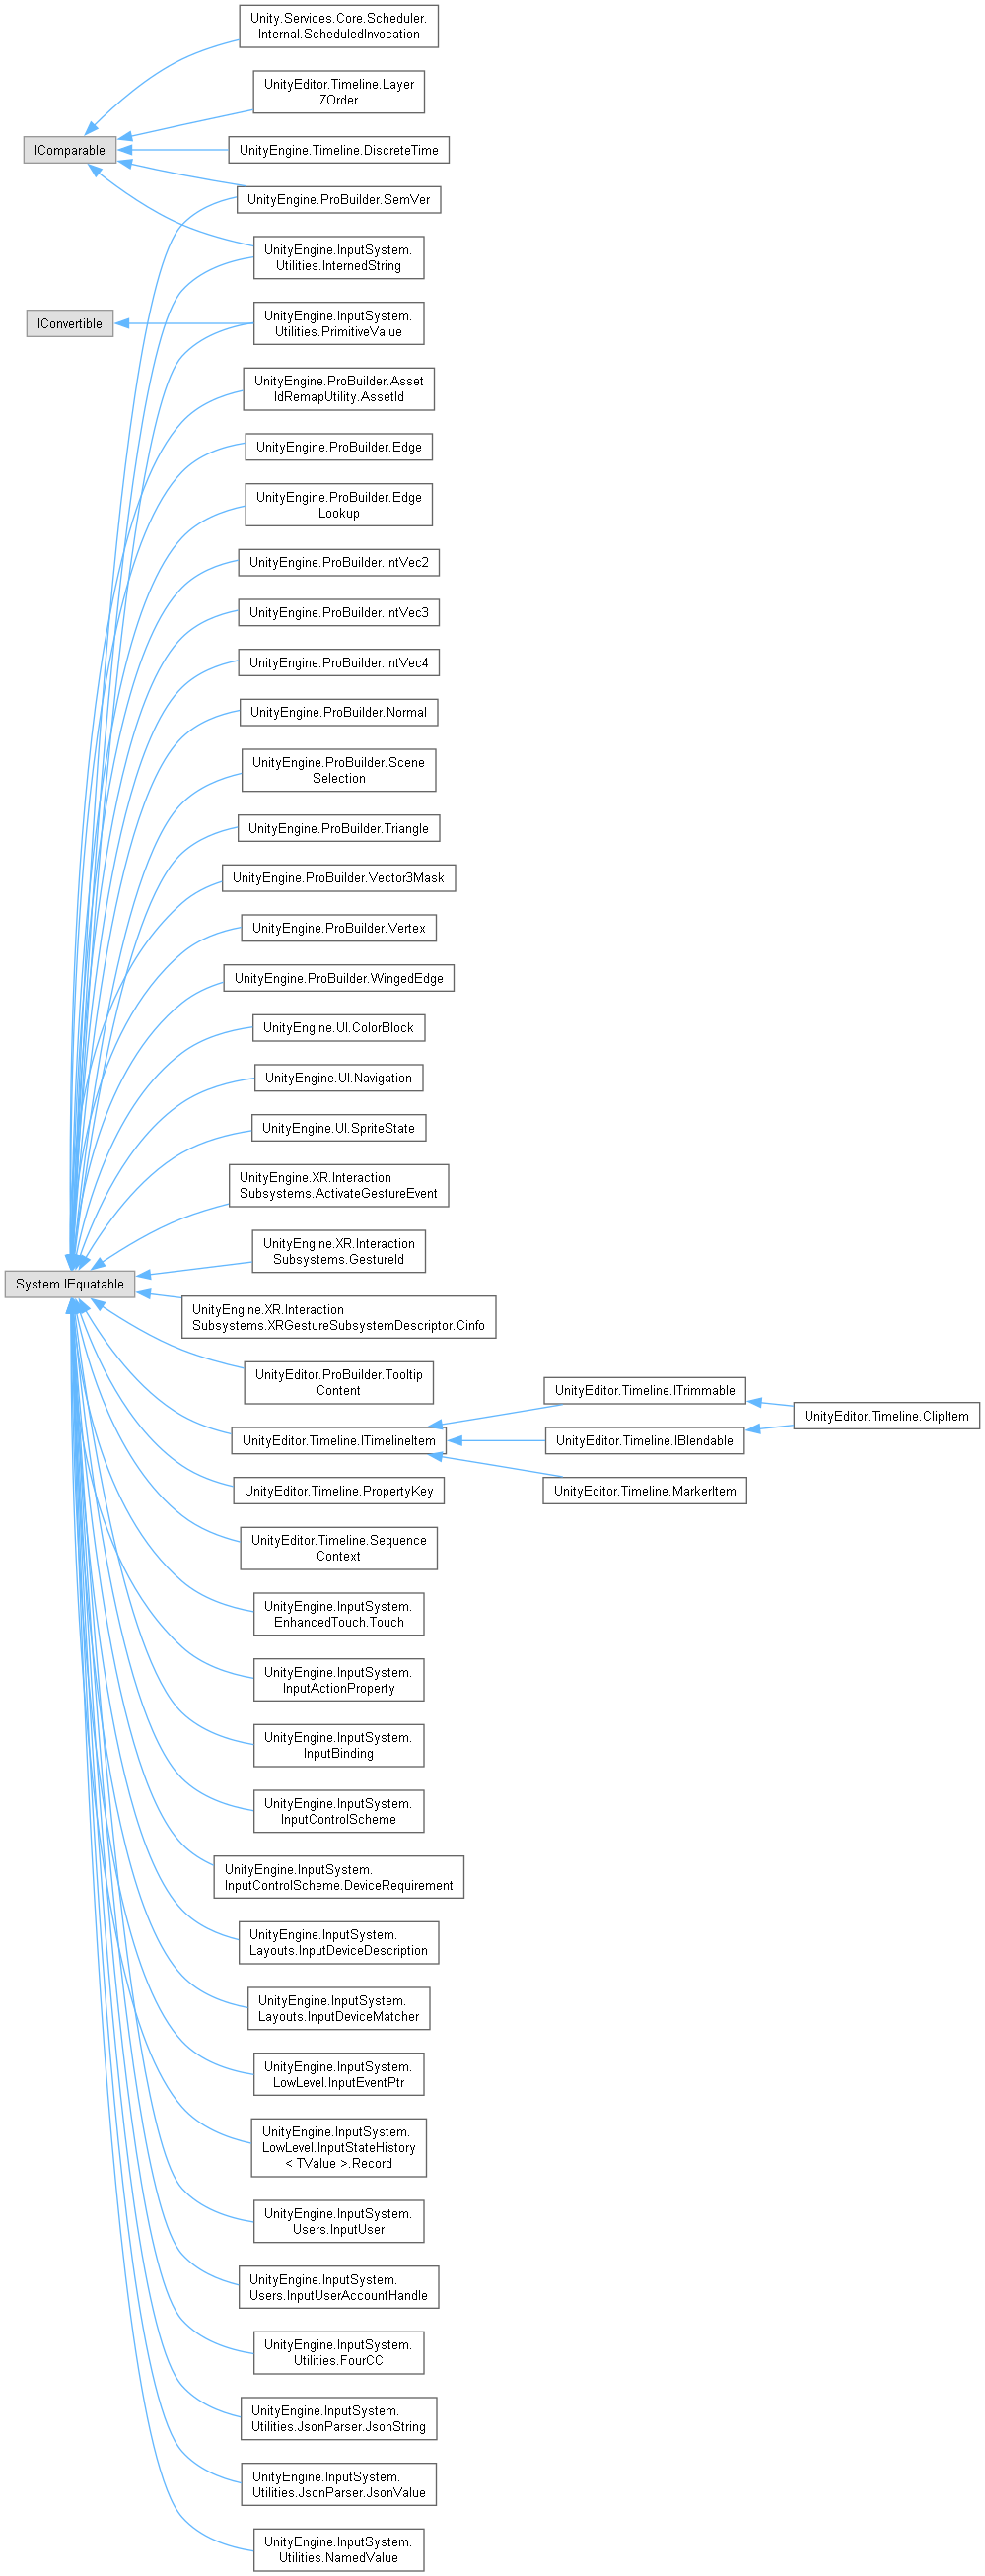 Unity.Services.Core.Scheduler.
Internal.ScheduledInvocation
UnityEditor.Timeline.Layer
ZOrder
IComparable
UnityEngine.Timeline.DiscreteTime
UnityEngine.ProBuilder.SemVer
UnityEngine.InputSystem.
Utilities.InternedString
IConvertible
UnityEngine.InputSystem.
Utilities.PrimitiveValue
UnityEngine.ProBuilder.Asset
IdRemapUtility.AssetId
UnityEngine.ProBuilder.Edge
UnityEngine.ProBuilder.Edge
Lookup
UnityEngine.ProBuilder.IntVec2
UnityEngine.ProBuilder.IntVec3
UnityEngine.ProBuilder.IntVec4
UnityEngine.ProBuilder.Normal
UnityEngine.ProBuilder.Scene
Selection
UnityEngine.ProBuilder.Triangle
UnityEngine.ProBuilder.Vector3Mask
UnityEngine.ProBuilder.Vertex
UnityEngine.ProBuilder.WingedEdge
UnityEngine.UI.ColorBlock
UnityEngine.UI.Navigation
UnityEngine.UI.SpriteState
UnityEngine.XR.Interaction
Subsystems.ActivateGestureEvent
UnityEngine.XR.Interaction
Subsystems.GestureId
System.IEquatable
UnityEngine.XR.Interaction
Subsystems.XRGestureSubsystemDescriptor.Cinfo
UnityEditor.ProBuilder.Tooltip
Content
UnityEditor.Timeline.ITrimmable
UnityEditor.Timeline.ClipItem
UnityEditor.Timeline.ITimelineItem
UnityEditor.Timeline.IBlendable
UnityEditor.Timeline.PropertyKey
UnityEditor.Timeline.MarkerItem
UnityEditor.Timeline.Sequence
Context
UnityEngine.InputSystem.
EnhancedTouch.Touch
UnityEngine.InputSystem.
InputActionProperty
UnityEngine.InputSystem.
InputBinding
UnityEngine.InputSystem.
InputControlScheme
UnityEngine.InputSystem.
InputControlScheme.DeviceRequirement
UnityEngine.InputSystem.
Layouts.InputDeviceDescription
UnityEngine.InputSystem.
Layouts.InputDeviceMatcher
UnityEngine.InputSystem.
LowLevel.InputEventPtr
UnityEngine.InputSystem.
LowLevel.InputStateHistory
< TValue >.Record
UnityEngine.InputSystem.
Users.InputUser
UnityEngine.InputSystem.
Users.InputUserAccountHandle
UnityEngine.InputSystem.
Utilities.FourCC
UnityEngine.InputSystem.
Utilities.JsonParser.JsonString
UnityEngine.InputSystem.
Utilities.JsonParser.JsonValue
UnityEngine.InputSystem.
Utilities.NamedValue